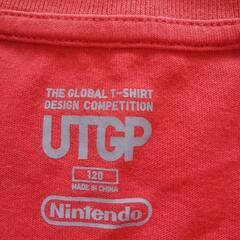 THE GLOBAL T-SHIRT
DESIGN COMPETITION
UTGP
120
MADE IN CHINA
Nintendo